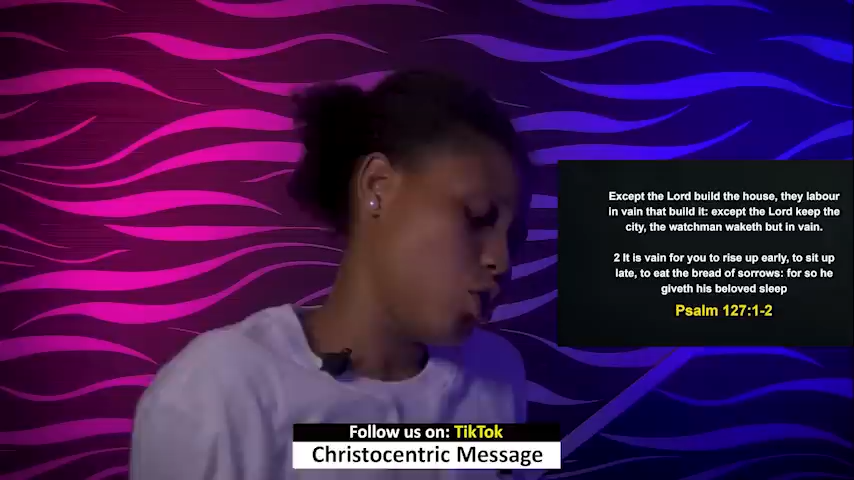 Except the Lord build the house, they labour
in vain that build it: except the Lord keep the
city, the watchman waketh but in vain.
2 It is vain for you to rise up early, to sit up
late, to eat the bread of sorrows: for so he
giveth his beloved sleep
Psalm 127:1-2
Follow us on: TikTok
Christocentric Message